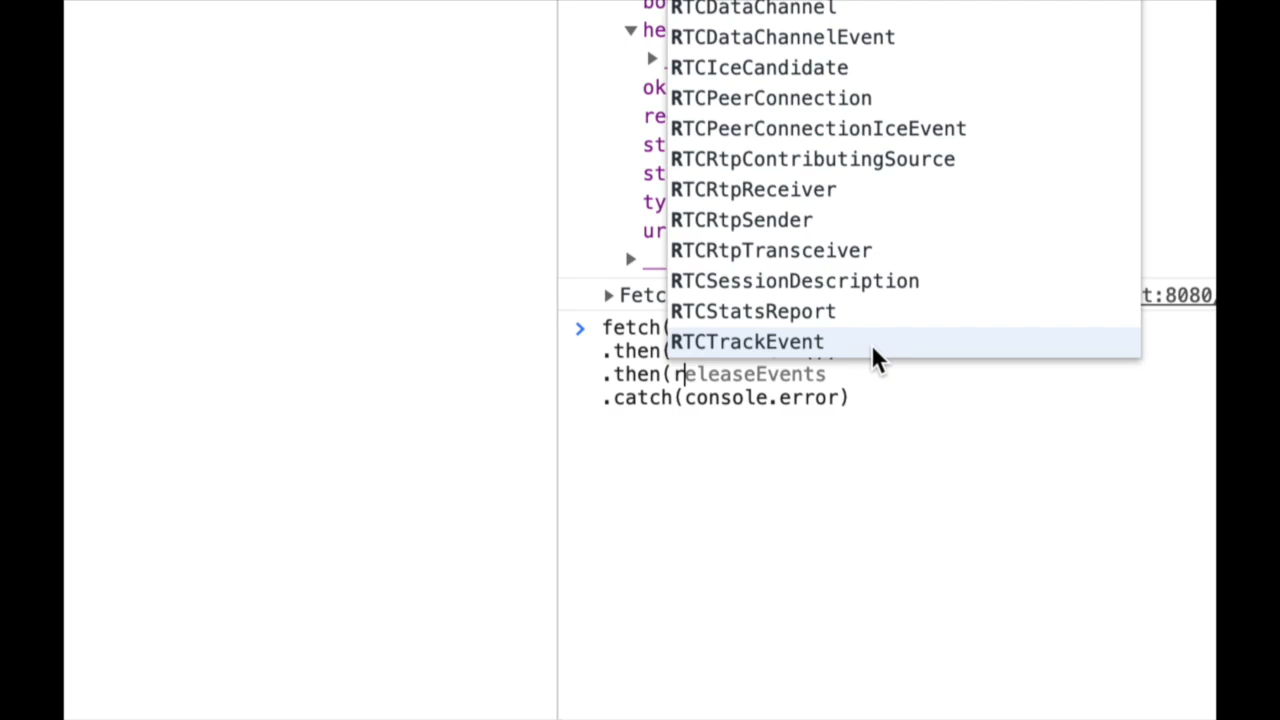 bo
RTCDataChannel
he
RTCDataChannelEvent
RTCIceCandidate
ok
RTCPeerConnection
re
RTCPeerConnectionIceEvent
st
RTCRtpContributingSource
st
RTCRtpReceiver
ty
RTCRtpSender
ur
RTCRtpTransceiver
RTCSessionDescription
Fetc
t:8080/
RTCStatsReport
fetch(
RTCTrackEvent
.then(
.then(releaseEvents
.catch(console.error)